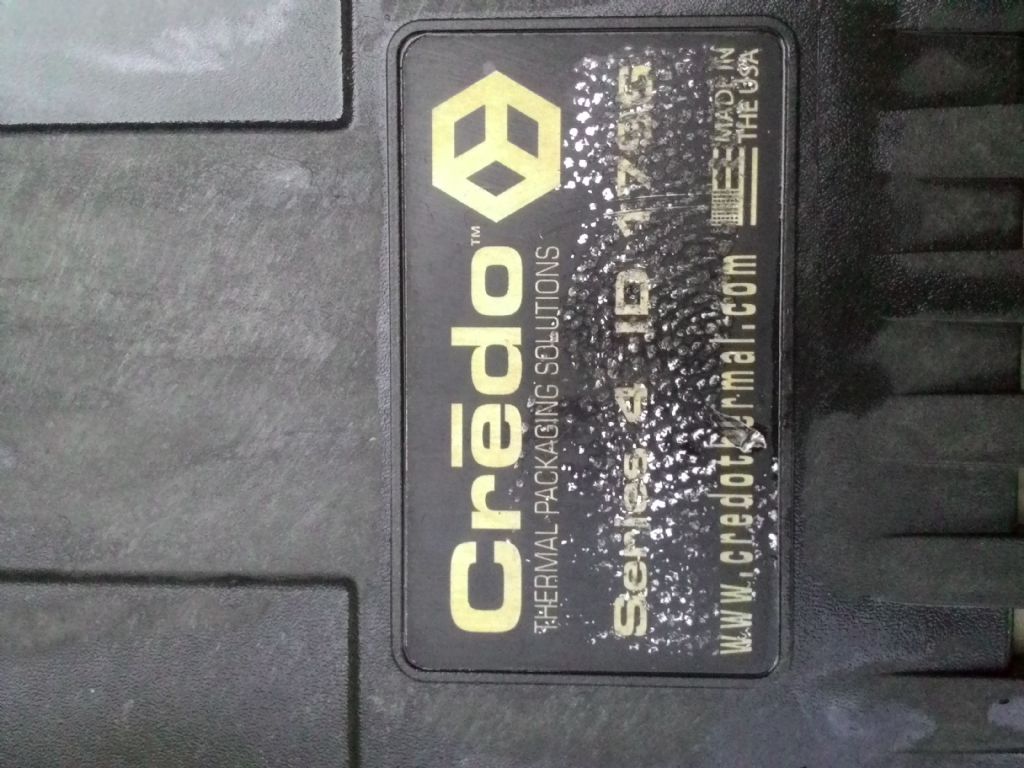 Crēdo™
THERMAL PACKAGING SOLUTIONS
Series 4
www.credothermal.com
MADE IN
THE USA